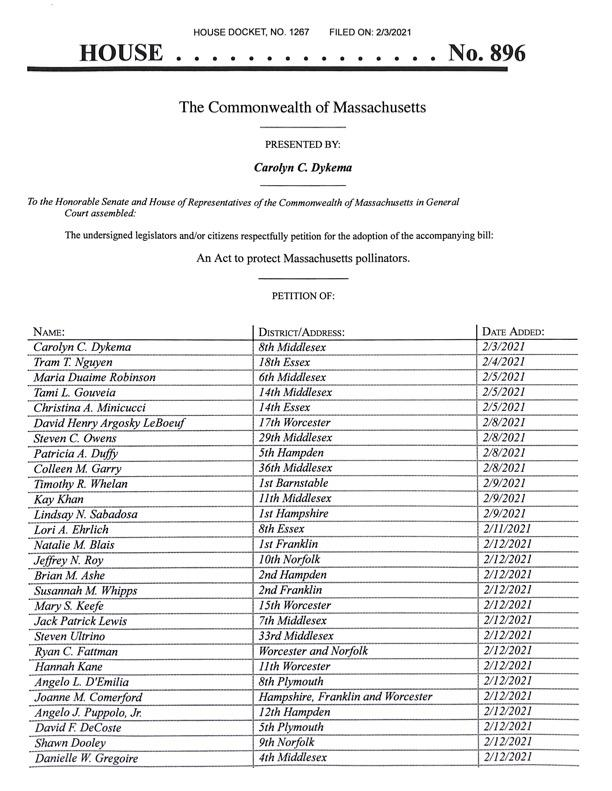 HOUSE DOCKET, NO. 1267 FILED ON: 2/3/2021
HOUSE . . . . . . . . . . . . . . . . No. 896
The Commonwealth of Massachusetts
PRESENTED BY:
Carolyn C. Dykema
To the Honorable Senate and House of Representatives of the Commonwealth of Massachusetts in General
Court assembled:
The undersigned legislators and/or citizens respectfully petition for the adoption of the accompanying bill:
An Act to protect Massachusetts pollinators.
PETITION OF:
NAME: DISTRICT/ADDRESS: DATE ADDED:
Carolyn C. Dykema 8th Middlesex 2/3/2021
Tram T. Nguyen 18th Essex 2/4/2021
Maria Duaime Robinson 6th Middlesex 2/5/2021
Tami L. Gouveia 14th Middlesex 2/5/2021
Christina A. Minicucci 14th Essex 2/5/2021
David Henry Argosky LeBoeuf 17th Worcester 2/8/2021
Steven C. Owens 29th Middlesex 2/8/2021
Patricia A. Duffy 5th Hampden 2/8/2021
Colleen M. Garry 36th Middlesex 2/8/2021
Timothy R. Whelan 1st Barnstable 2/9/2021
Kay Khan 11th Middlesex 2/9/2021
Lindsay N. Sabadosa 1st Hampshire 2/9/2021
Lori A. Ehrlich 8th Essex 2/11/2021
Natalie M. Blais 1st Franklin 2/12/2021
Jeffrey N. Roy 10th Norfolk 2/12/2021
Brian M. Ashe 2nd Hampden 2/12/2021
Susannah M. Whipps 2nd Franklin 2/12/2021
Mary S. Keefe 15th Worcester 2/12/2021
Jack Patrick Lewis 7th Middlesex 2/12/2021
Steven Ultrino 33rd Middlesex 2/12/2021
Ryan C. Fattman Worcester and Norfolk 2/12/2021
Hannah Kane 11th Worcester 2/12/2021
Angelo L. D'Emilia 8th Plymouth 2/12/2021
Joanne M. Comerford Hampshire, Franklin and Worcester 2/12/2021
Angelo J. Puppolo, Jr. 12th Hampden 2/12/2021
David F. DeCoste 5th Plymouth 2/12/2021
Shawn Dooley 9th Norfolk 2/12/2021
Danielle W. Gregoire 4th Middlesex 2/12/2021